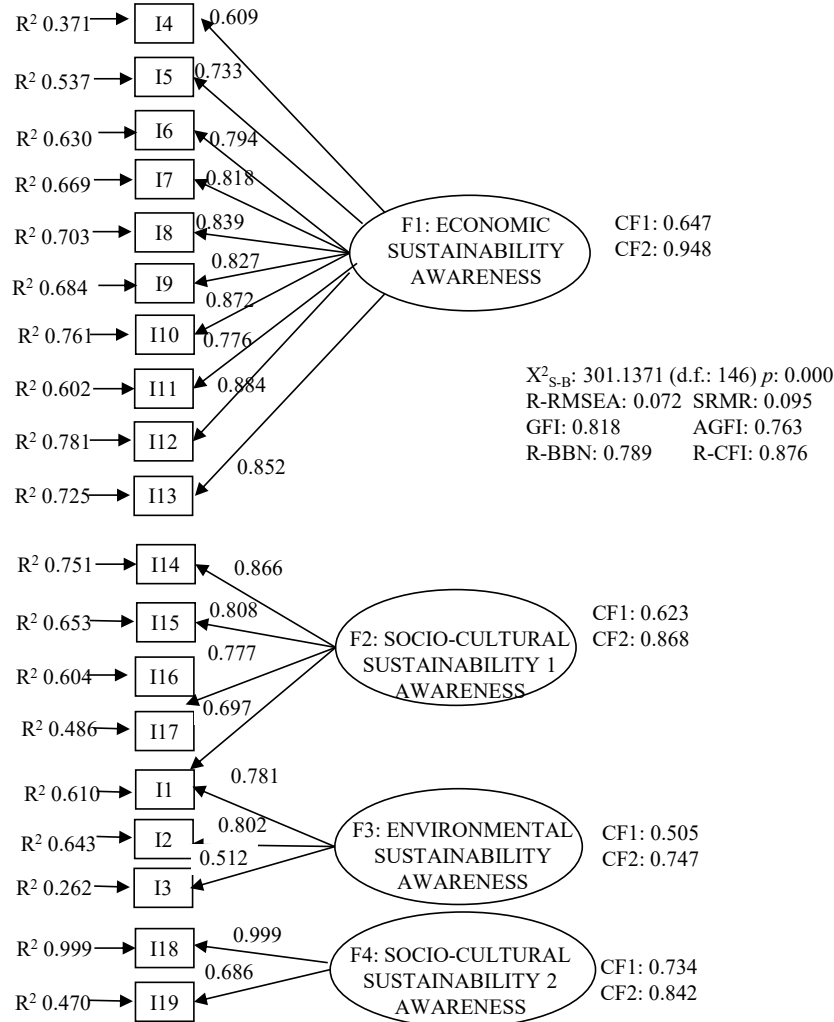 R² 0.371 I4 0.609
R² 0.537 I5 0.733
R² 0.630 I6 0.794
R² 0.669 I7 0.818
R² 0.703 I8 0.839
R² 0.684 I9 0.827
R² 0.761 I10 0.872
R² 0.602 I11 0.776
R² 0.781 I12 0.884
R² 0.725 I13 0.852
F1: ECONOMIC
SUSTAINABILITY
AWARENESS
CF1: 0.647
CF2: 0.948
X²S-B: 301.1371 (d.f.: 146) p: 0.000
R-RMSEA: 0.072 SRMR: 0.095
GFI: 0.818 AGFI: 0.763
R-BBN: 0.789 R-CFI: 0.876
R² 0.751 I14 0.866
R² 0.653 I15 0.808
R² 0.604 I16 0.777
R² 0.486 I17 0.697
F2: SOCIO-CULTURAL
SUSTAINABILITY 1
AWARENESS
CF1: 0.623
CF2: 0.868
R² 0.610 I1 0.781
R² 0.643 I2 0.802
R² 0.262 I3 0.512
F3: ENVIRONMENTAL
SUSTAINABILITY
AWARENESS
CF1: 0.505
CF2: 0.747
R² 0.999 I18 0.999
R² 0.470 I19 0.686
F4: SOCIO-CULTURAL
SUSTAINABILITY 2
AWARENESS
CF1: 0.734
CF2: 0.842